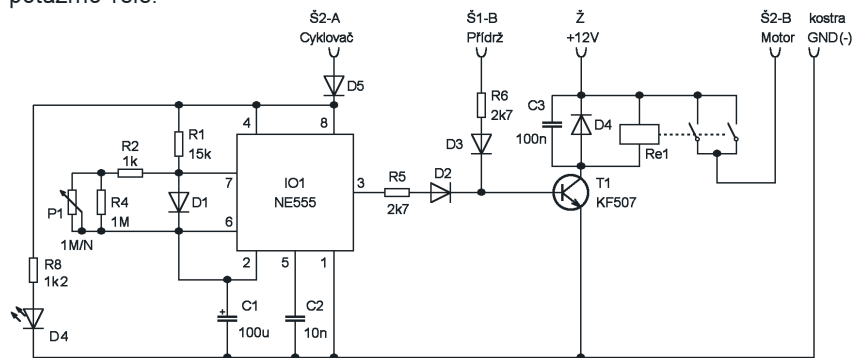 Š2-A
Cyklovač
Š1-B
Přídrž
Ž
+12V
Š2-B
Motor
kostra
GND(-)
D5
R6
2k7
C3
100n
D4
Re1
R1
15k
4
8
R2
1k
D3
IO1
NE555
7
3
R5
2k7
D2
T1
KF507
P1
1M/N
R4
1M
D1
6
2
5
1
R8
1k2
C1
100u
+
C2
10n
D4